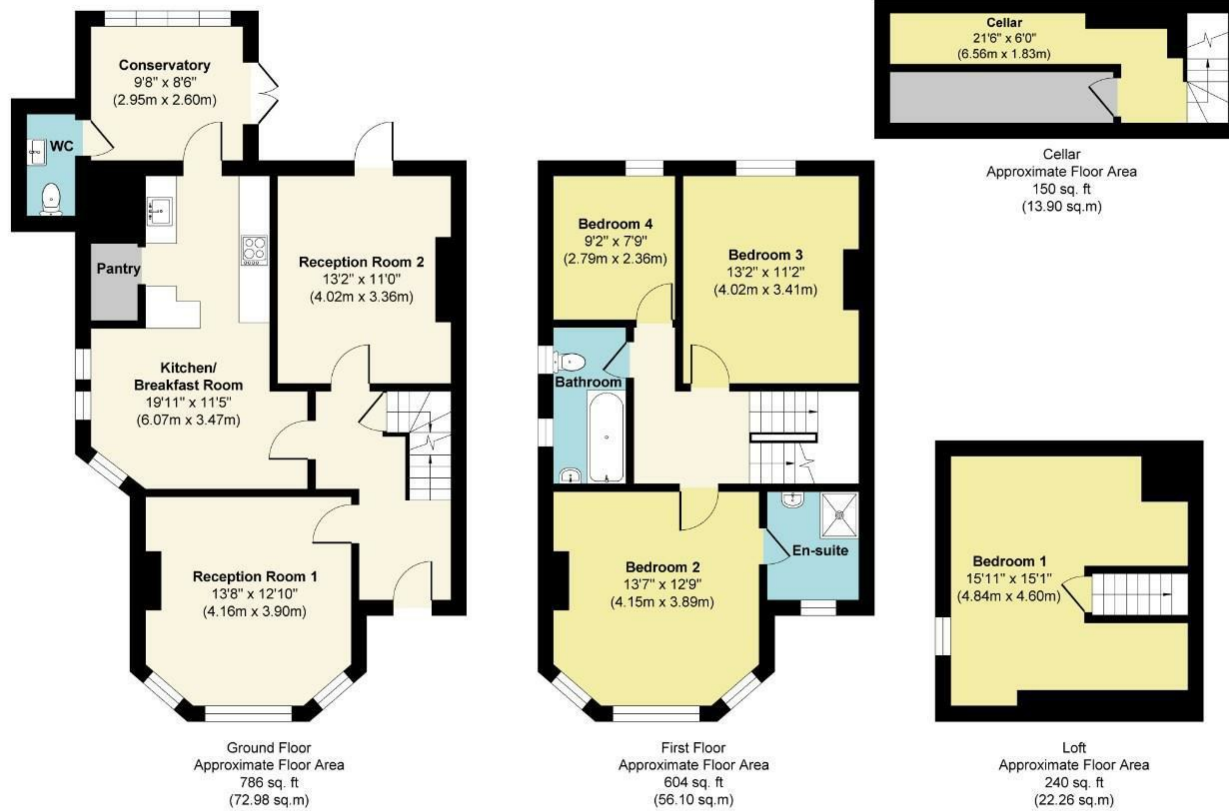 Conservatory
9'8" x 8'6"
(2.95m x 2.60m)
WC
Pantry
Reception Room 2
13'2" x 11'0"
(4.02m x 3.36m)
Kitchen/
Breakfast Room
19'11" x 11'5"
(6.07m x 3.47m)
Reception Room 1
13'8" x 12'10"
(4.16m x 3.90m)
Ground Floor
Approximate Floor Area
786 sq. ft
(72.98 sq.m)
Bedroom 4
9'2" x 7'9"
(2.79m x 2.36m)
Bedroom 3
13'2" x 11'2"
(4.02m x 3.41m)
Bathroom
Bedroom 2
13'7" x 12'9"
(4.15m x 3.89m)
En-suite
First Floor
Approximate Floor Area
604 sq. ft
(56.10 sq.m)
Cellar
21'6" x 6'0"
(6.56m x 1.83m)
Cellar
Approximate Floor Area
150 sq. ft
(13.90 sq.m)
Bedroom 1
15'11" x 15'1"
(4.84m x 4.60m)
Loft
Approximate Floor Area
240 sq. ft
(22.26 sq.m)